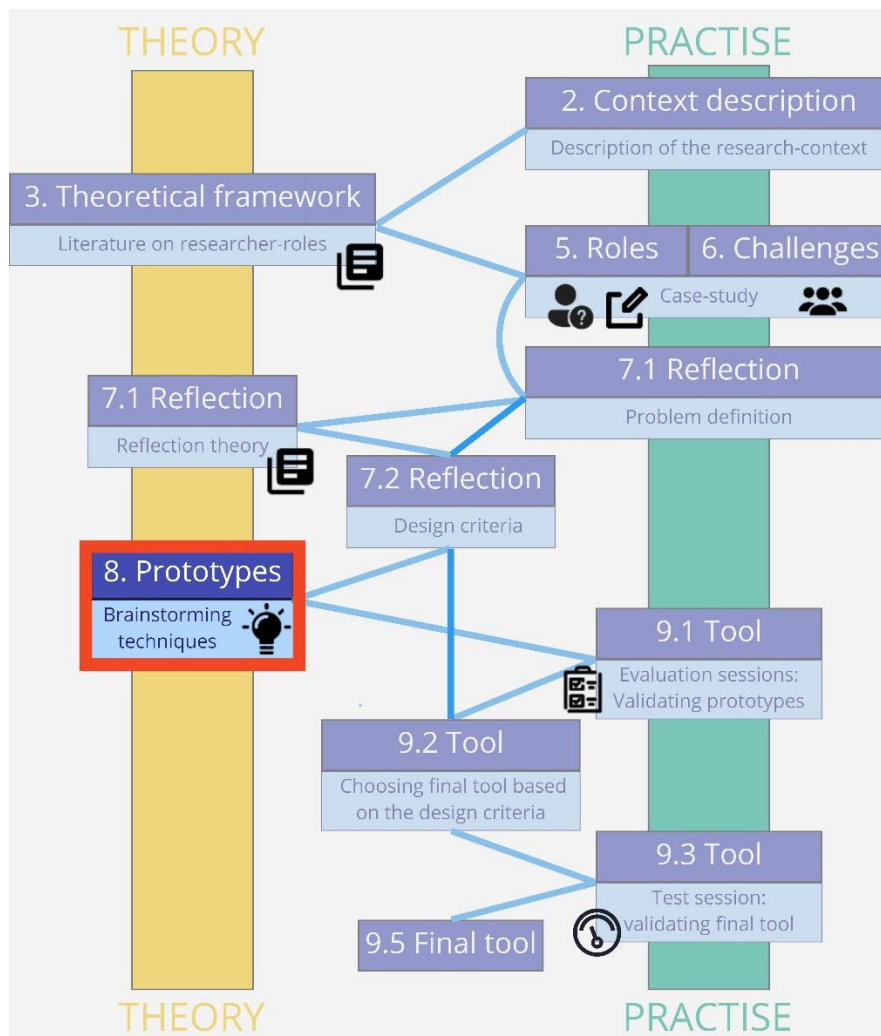 THEORY
PRACTISE
2. Context description
Description of the research-context
3. Theoretical framework
Literature on researcher-roles
5. Roles
6. Challenges
Case-study
7.1 Reflection
Problem definition
7.1 Reflection
Reflection theory
7.2 Reflection
Design criteria
8. Prototypes
Brainstorming
techniques
9.1 Tool
Evaluation sessions:
Validating prototypes
9.2 Tool
Choosing final tool based
on the design criteria
9.3 Tool
Test session:
validating final tool
9.5 Final tool
THEORY
PRACTISE